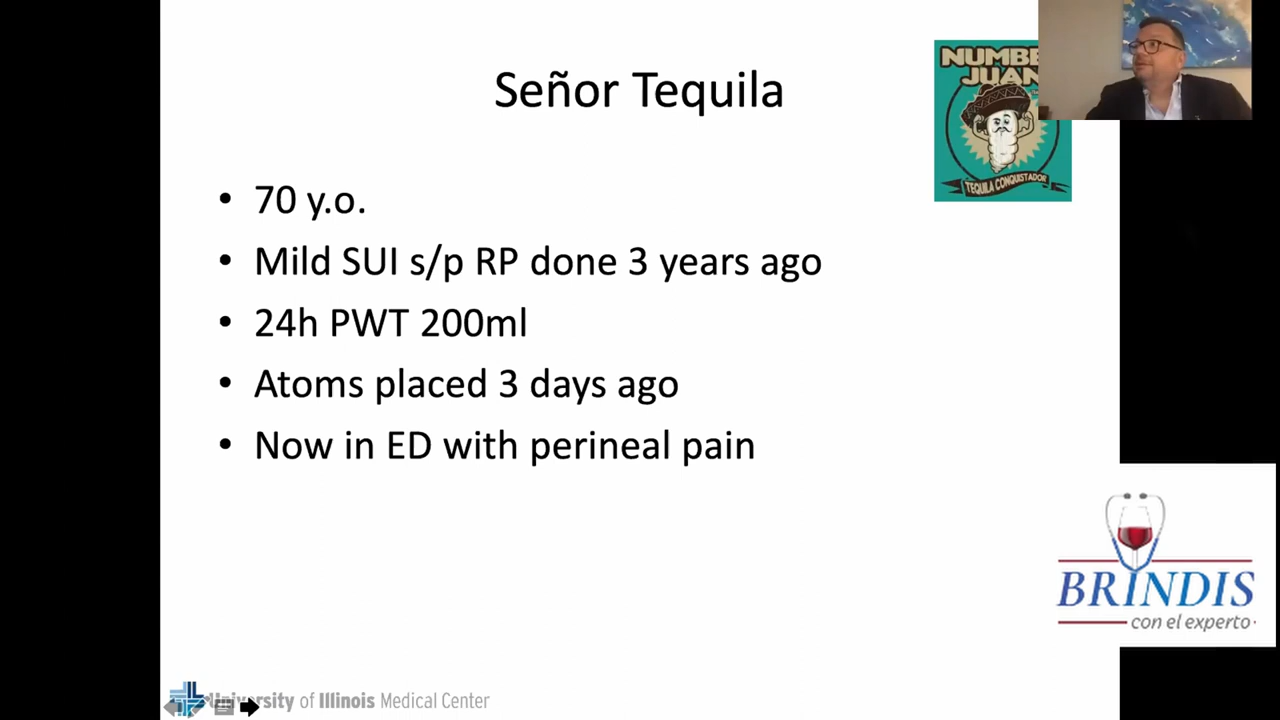 Señor Tequila
NUMBE
JUAN
TEQUILA CONQUISTADOR
• 70 y.o.
• Mild SUI s/p RP done 3 years ago
• 24h PWT 200ml
• Atoms placed 3 days ago
• Now in ED with perineal pain
BRINDIS
con el experto
University of Illinois Medical Center